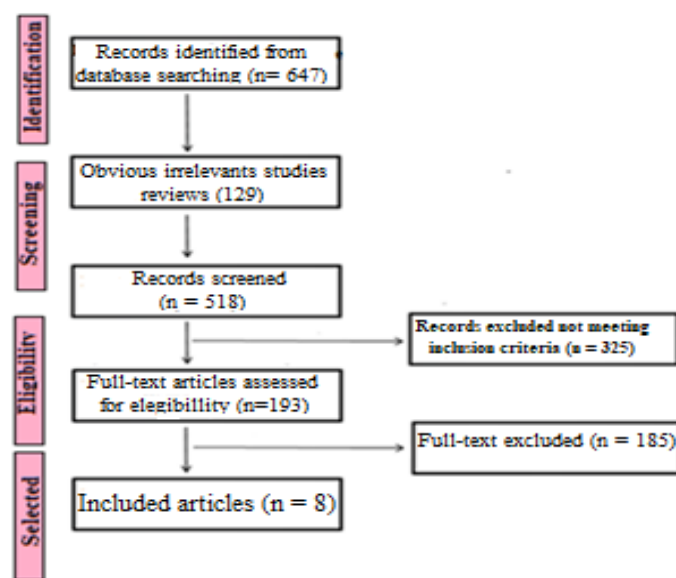 Identification
Records identified from
database searching (n= 647)
Screening
Obvious irrelevants studies
reviews (129)
Records screened
(n = 518)
Records excluded not meeting
inclusion criteria (n = 325)
Eligibility
Full-text articles assessed
for elegibillity (n=193)
Full-text excluded (n = 185)
Selected
Included articles (n = 8)